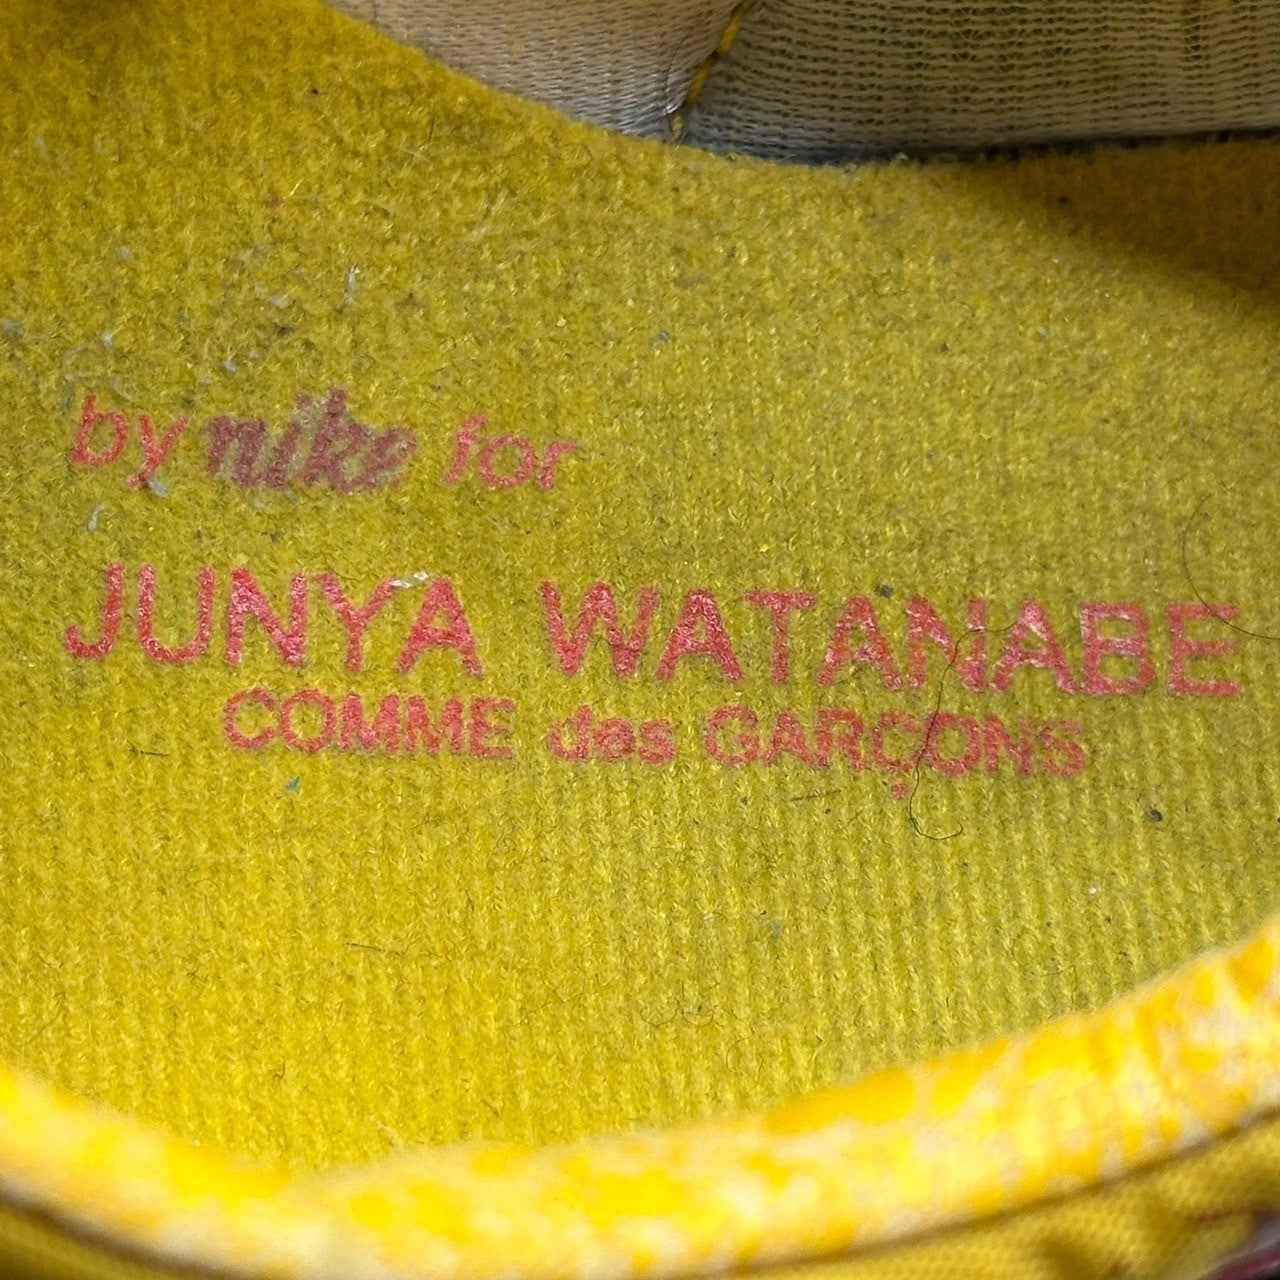 by nike for
JUNYA WATANABE
COMME des GARÇONS